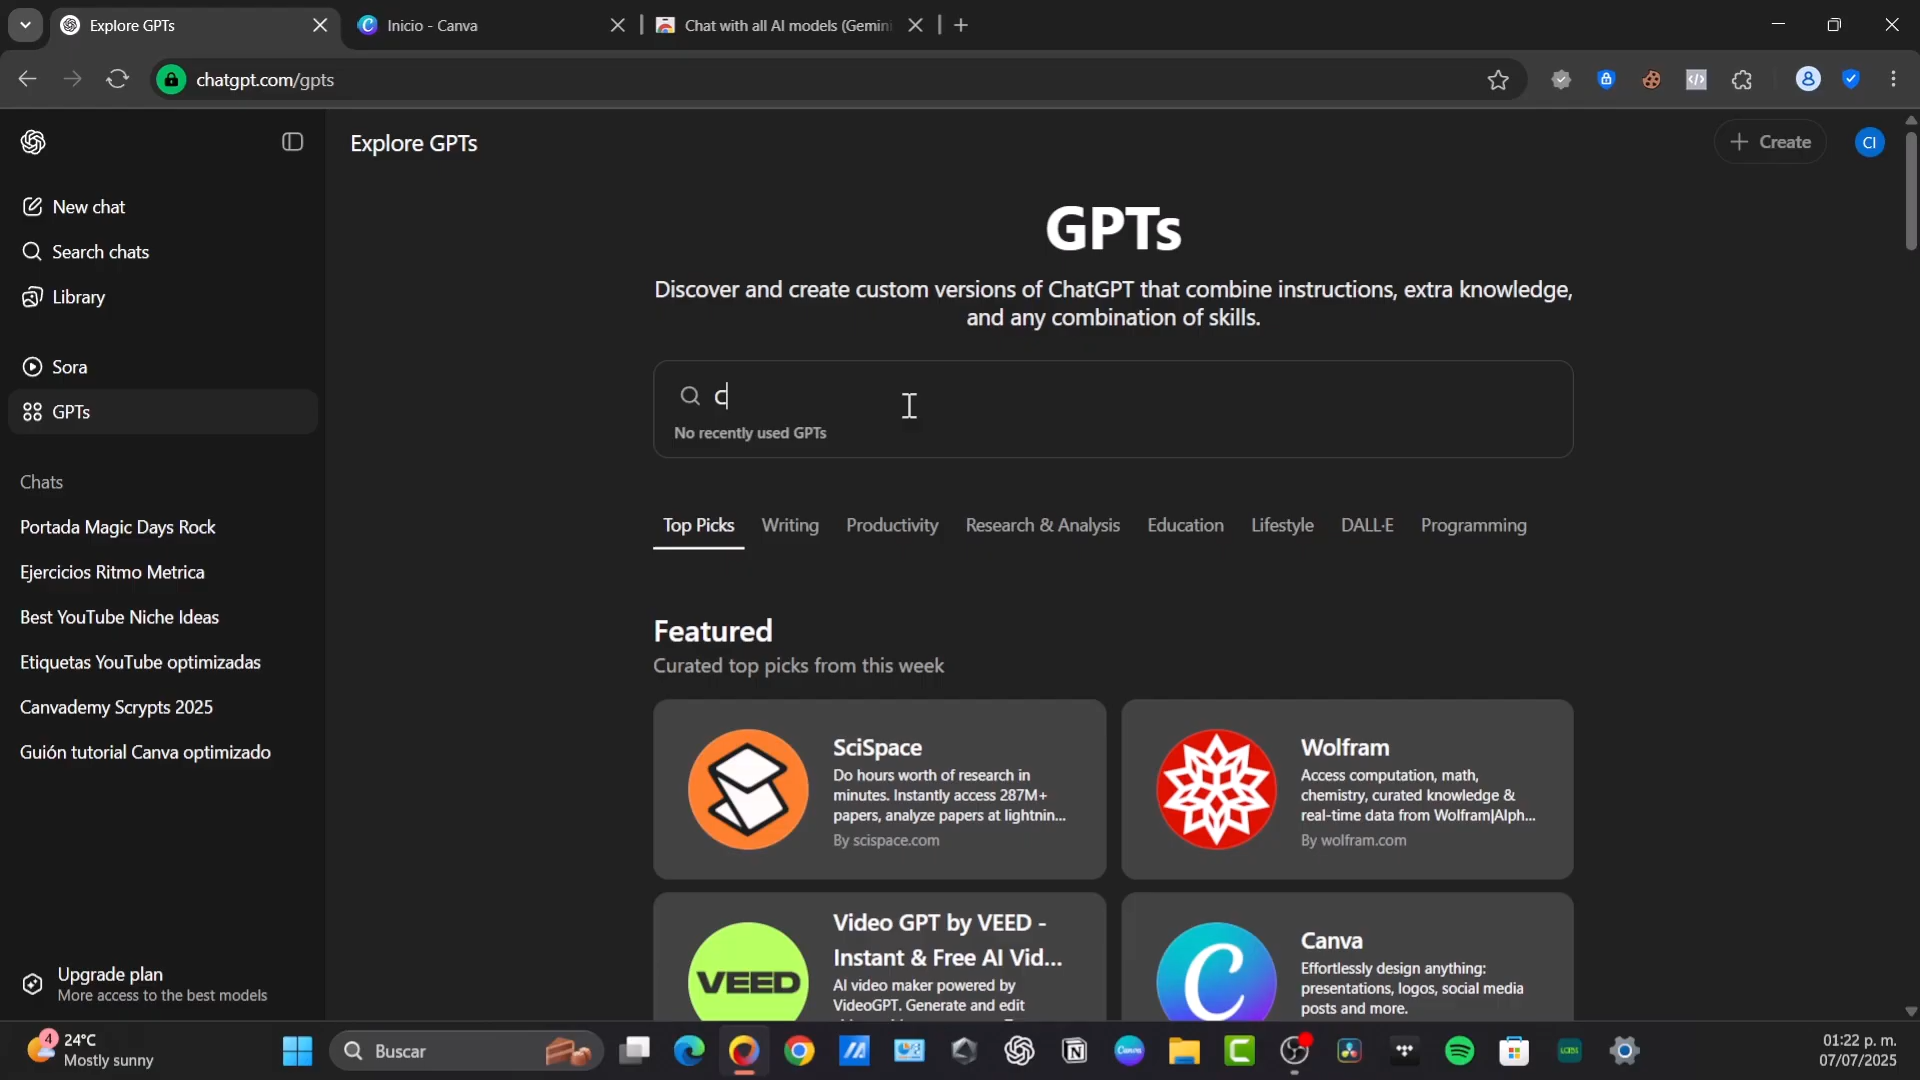 Explore GPTs
Inicio - Canva
Chat with all AI models (Gemini
chatgpt.com/gpts
Explore GPTs
Create
CI
New chat
Search chats
Library
Sora
GPTs
Chats
Portada Magic Days Rock
Ejercicios Ritmo Metrica
Best YouTube Niche Ideas
Etiquetas YouTube optimizadas
Canvademy Scrypts 2025
Guión tutorial Canva optimizado
Upgrade plan
More access to the best models
GPTs
Discover and create custom versions of ChatGPT that combine instructions, extra knowledge,
and any combination of skills.
c
No recently used GPTs
Top Picks Writing Productivity Research & Analysis Education Lifestyle DALL·E Programming
Featured
Curated top picks from this week
SciSpace
Do hours worth of research in
minutes. Instantly access 287M+
papers, analyze papers at lightnin...
By scispace.com
Wolfram
Access computation, math,
chemistry, curated knowledge &
real-time data from Wolfram|Alph...
By wolfram.com
VEED
Video GPT by VEED -
Instant & Free AI Vid...
AI video maker powered by
VideoGPT. Generate and edit
Canva
Effortlessly design anything:
presentations, logos, social media
posts and more.
4
24°C
Mostly sunny
Buscar
Canva
01:22 p. m.
07/07/2025